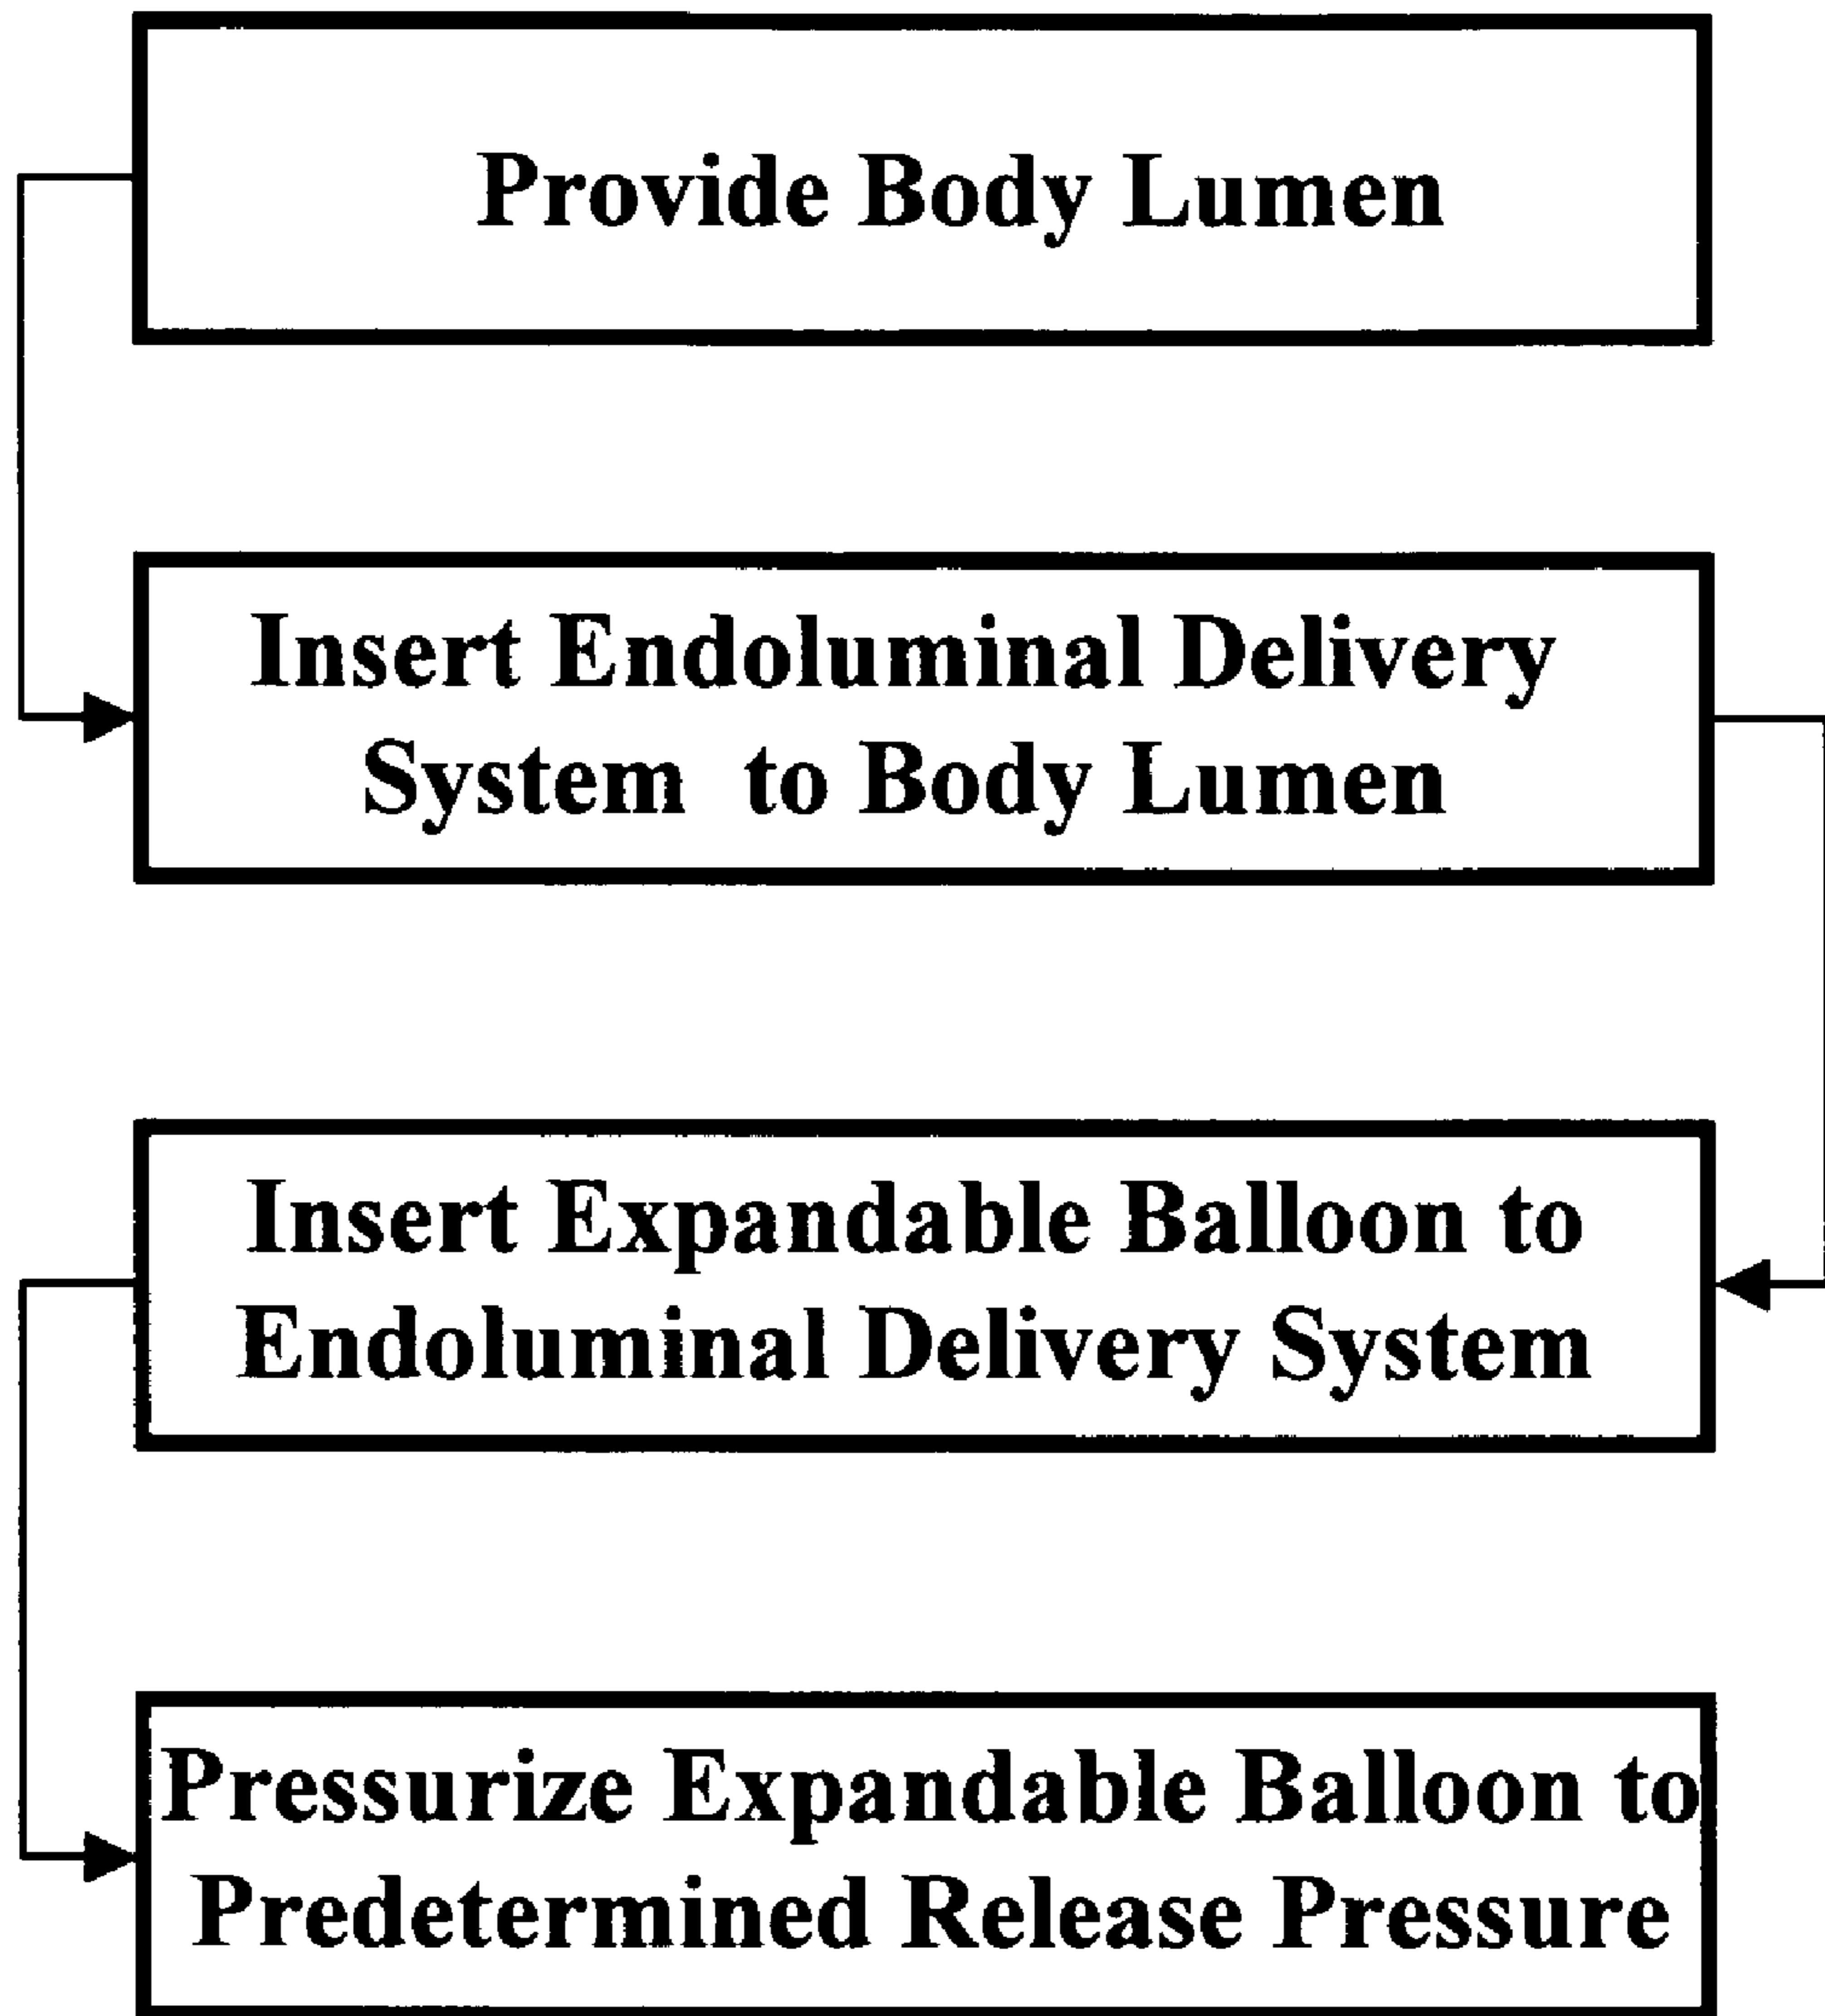 Provide Body Lumen
Insert Endoluminal Delivery
System to Body Lumen
Insert Expandable Balloon to
Endoluminal Delivery System
Pressurize Expandable Balloon to
Predetermined Release Pressure